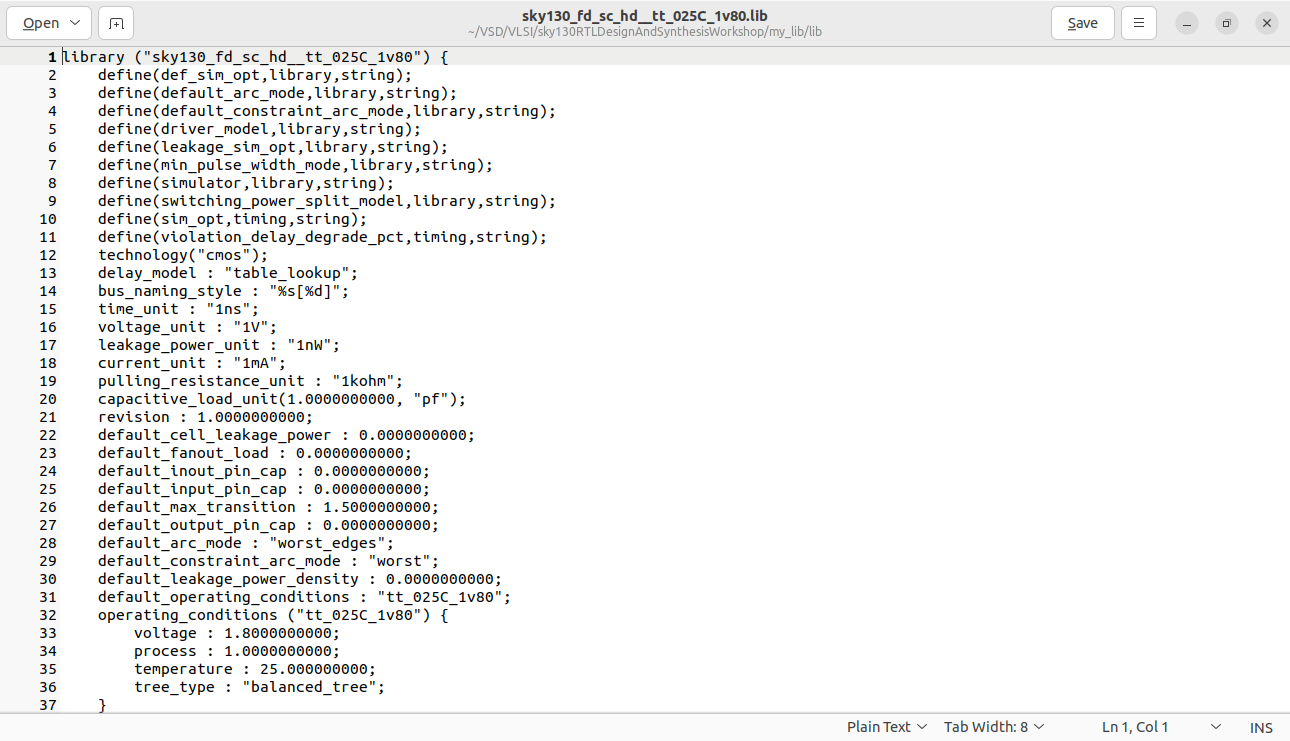 Open
sky130_fd_sc_hd__tt_025C_1v80.lib
~/VSD/VLSI/sky130RTLDesignAndSynthesisWorkshop/my_lib/lib
Save
1 library ("sky130_fd_sc_hd__tt_025C_1v80") {
2     define(def_sim_opt,library,string);
3     define(default_arc_mode,library,string);
4     define(default_constraint_arc_mode,library,string);
5     define(driver_model,library,string);
6     define(leakage_sim_opt,library,string);
7     define(min_pulse_width_mode,library,string);
8     define(simulator,library,string);
9     define(switching_power_split_model,library,string);
10     define(sim_opt,timing,string);
11     define(violation_delay_degrade_pct,timing,string);
12     technology("cmos");
13     delay_model : "table_lookup";
14     bus_naming_style : "%s[%d]";
15     time_unit : "1ns";
16     voltage_unit : "1V";
17     leakage_power_unit : "1nW";
18     current_unit : "1mA";
19     pulling_resistance_unit : "1kohm";
20     capacitive_load_unit(1.0000000000, "pf");
21     revision : 1.0000000000;
22     default_cell_leakage_power : 0.0000000000;
23     default_fanout_load : 0.0000000000;
24     default_inout_pin_cap : 0.0000000000;
25     default_input_pin_cap : 0.0000000000;
26     default_max_transition : 1.5000000000;
27     default_output_pin_cap : 0.0000000000;
28     default_arc_mode : "worst_edges";
29     default_constraint_arc_mode : "worst";
30     default_leakage_power_density : 0.0000000000;
31     default_operating_conditions : "tt_025C_1v80";
32     operating_conditions ("tt_025C_1v80") {
33         voltage : 1.8000000000;
34         process : 1.0000000000;
35         temperature : 25.000000000;
36         tree_type : "balanced_tree";
37     }
Plain Text Tab Width: 8 Ln 1, Col 1 INS